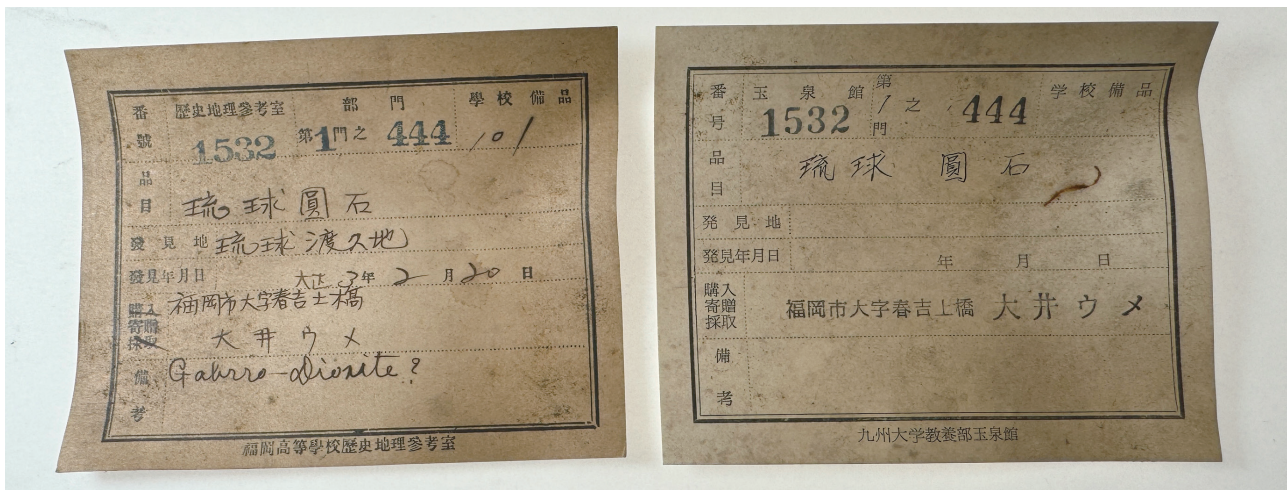 番號 歷史地理參考室 部門 學校備品
1532 第1門之 444 101
品目 琉球圓石
發見地 琉球渡久地
發見年月日 大正3年2月20日
購入寄贈採取 福岡市大字春吉土橋
大井ウメ
備考 Gabbro-Diorite?
福岡高等學校歷史地理參考室
番号 玉泉館 第1門之 444 学校備品
1532
品目 琉球圓石
発見地
発見年月日 年 月 日
購入寄贈採取 福岡市大字春吉上橋 大井ウメ
備考
九州大学教養部玉泉館